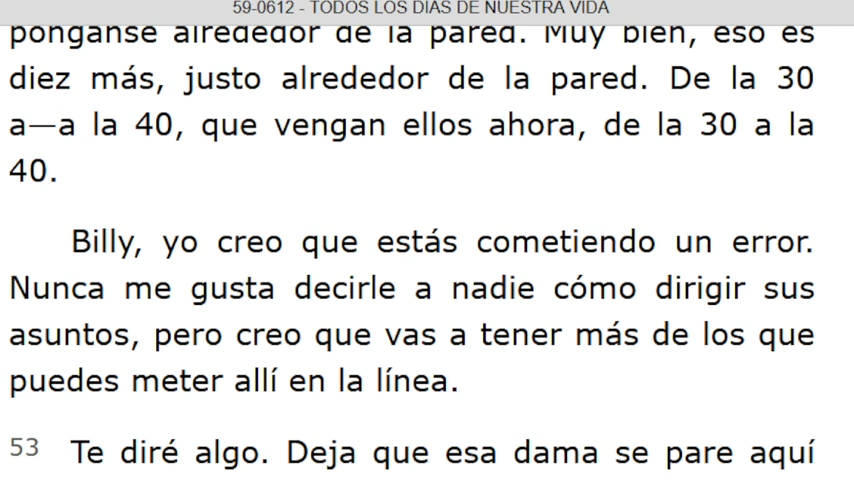 59-0612 - TODOS LOS DIAS DE NUESTRA VIDA
pónganse alrededor de la pared. Muy bien, eso es
diez más, justo alrededor de la pared. De la 30
a—a la 40, que vengan ellos ahora, de la 30 a la
40.
Billy, yo creo que estás cometiendo un error.
Nunca me gusta decirle a nadie cómo dirigir sus
asuntos, pero creo que vas a tener más de los que
puedes meter allí en la línea.
53 Te diré algo. Deja que esa dama se pare aquí